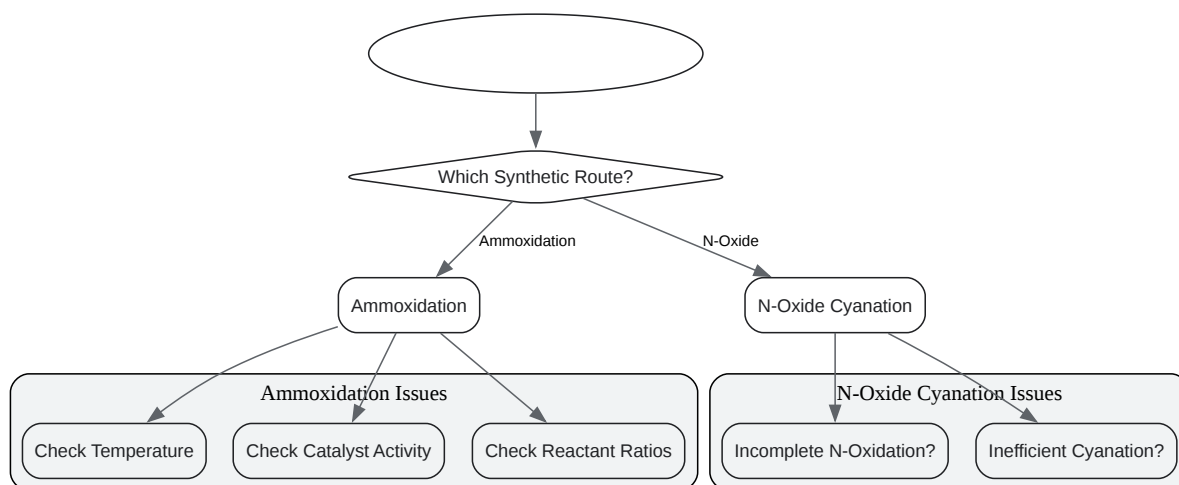 Which Synthetic Route?
Ammoxidation
N-Oxide
Ammoxidation
N-Oxide Cyanation
Ammoxidation Issues
N-Oxide Cyanation Issues
Check Temperature
Check Catalyst Activity
Check Reactant Ratios
Incomplete N-Oxidation?
Inefficient Cyanation?